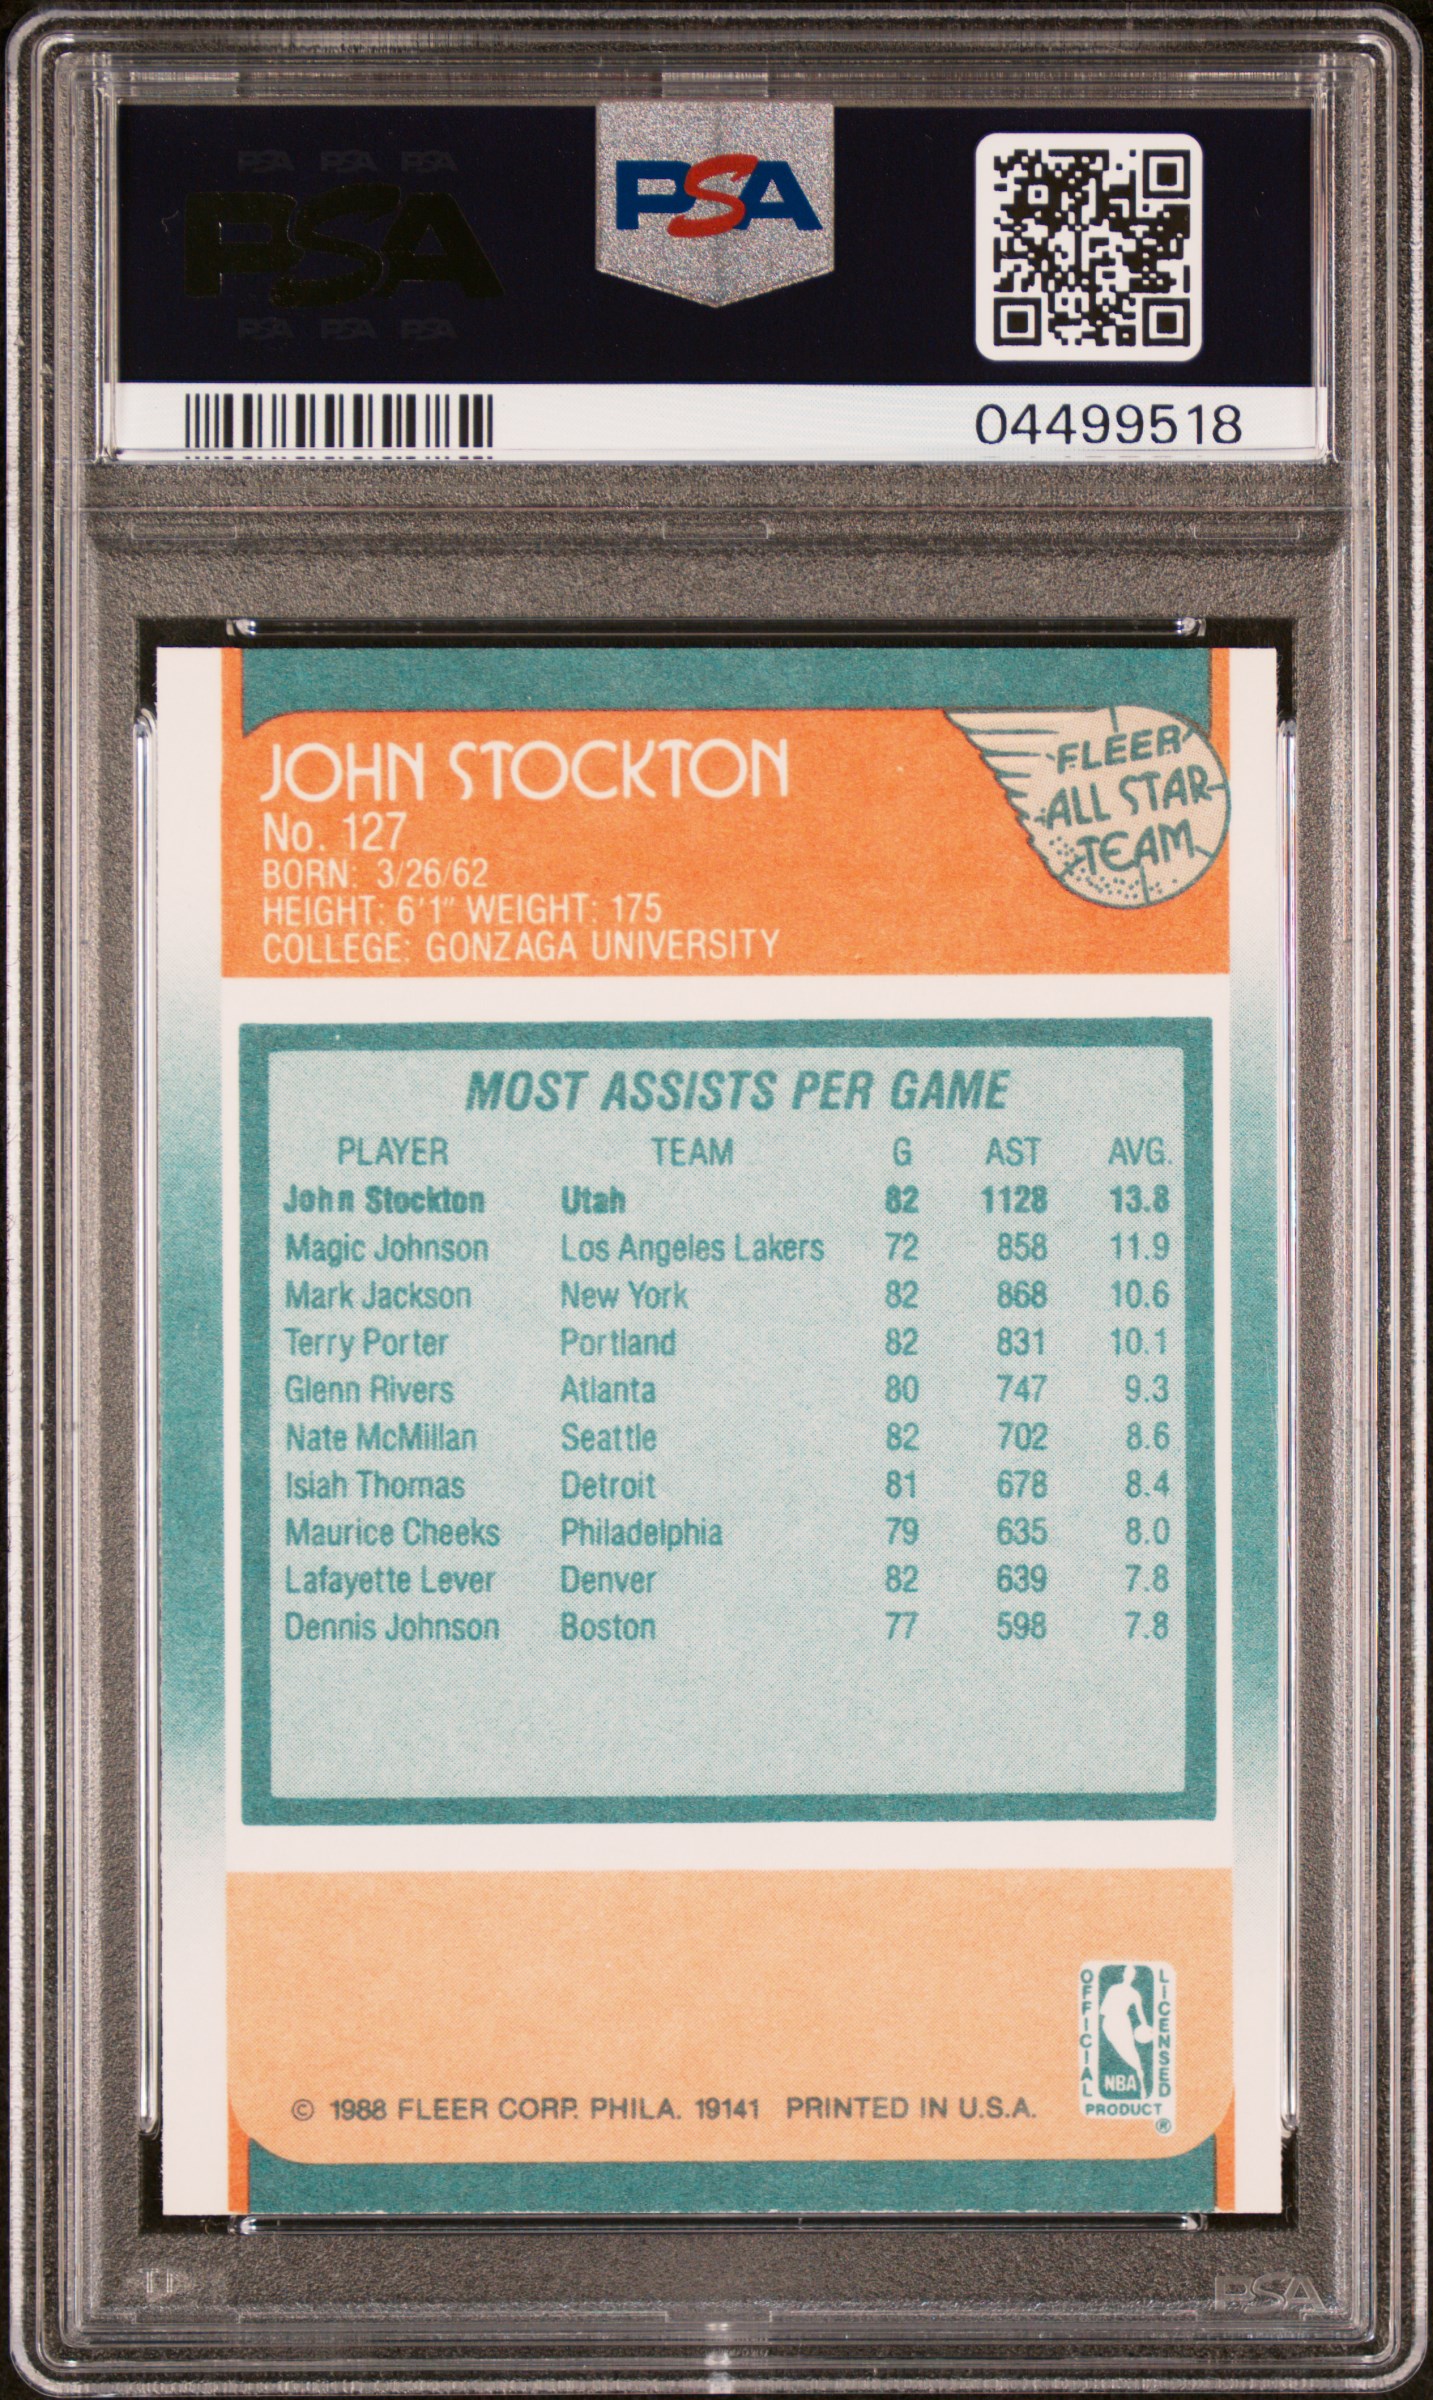 PSA PSA PSA
PSA
PSA PSA PSA
PSA
04499518
JOHN STOCKTON
No. 127
BORN: 3/26/62
HEIGHT: 6'1" WEIGHT: 175
COLLEGE: GONZAGA UNIVERSITY
FLEER
ALL STAR
TEAM
MOST ASSISTS PER GAME
PLAYER TEAM G AST AVG.
John Stockton Utah 82 1128 13.8
Magic Johnson Los Angeles Lakers 72 858 11.9
Mark Jackson New York 82 868 10.6
Terry Porter Portland 82 831 10.1
Glenn Rivers Atlanta 80 747 9.3
Nate McMillan Seattle 82 702 8.6
Isiah Thomas Detroit 81 678 8.4
Maurice Cheeks Philadelphia 79 635 8.0
Lafayette Lever Denver 82 639 7.8
Dennis Johnson Boston 77 598 7.8
© 1988 FLEER CORP. PHILA. 19141 PRINTED IN U.S.A.
OFFICIAL
NBA
LICENSED
PRODUCT
®
PSA